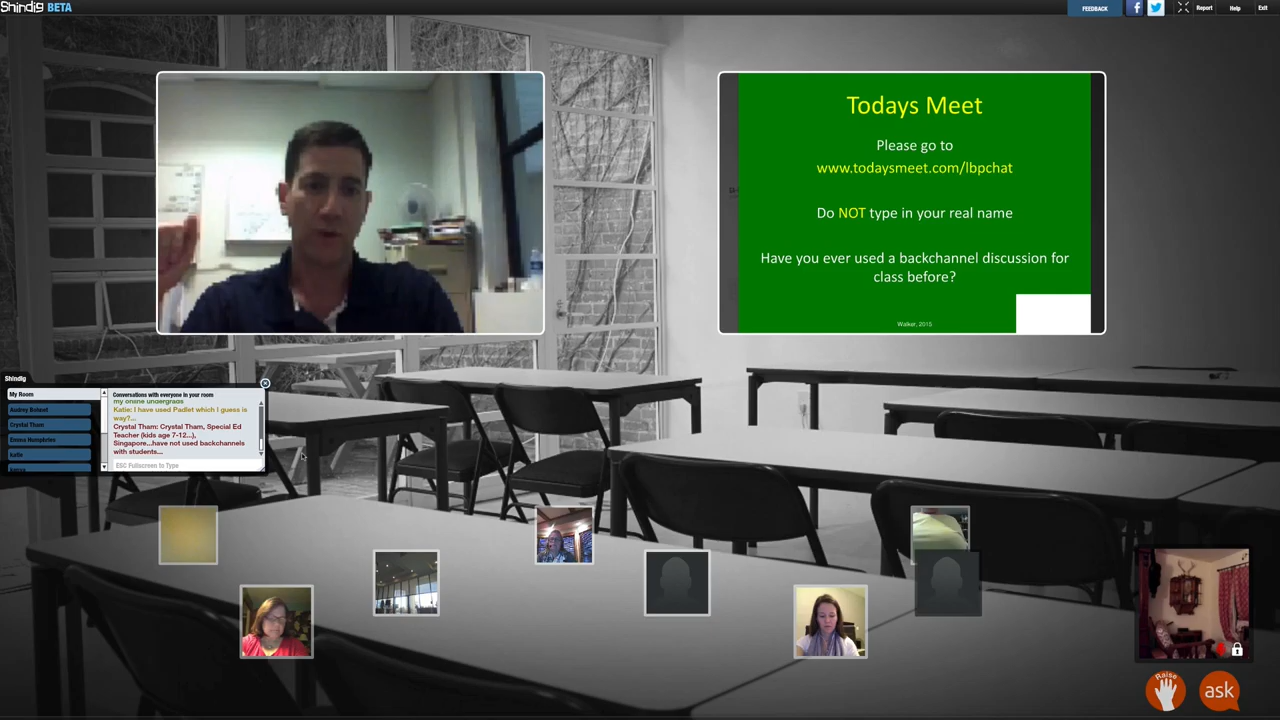 Shindig BETA
FEEDBACK
Report
Help
Exit
Todays Meet
Please go to
www.todaysmeet.com/lbpchat
Do NOT type in your real name
Have you ever used a backchannel discussion for
class before?
Walker, 2015
Shindig
My Room
Audrey Bohnert
Crystal Tham
Emma Humphries
katie
Conversations with everyone in your room
my online undergrads
Katie: I have used Padlet which I guess is
way?...
Crystal Tham: Crystal Tham, Special Ed
Teacher (kids age 7-12...),
Singapore...have not used backchannels
with students...
ESC Fullscreen to Type
Raise
ask